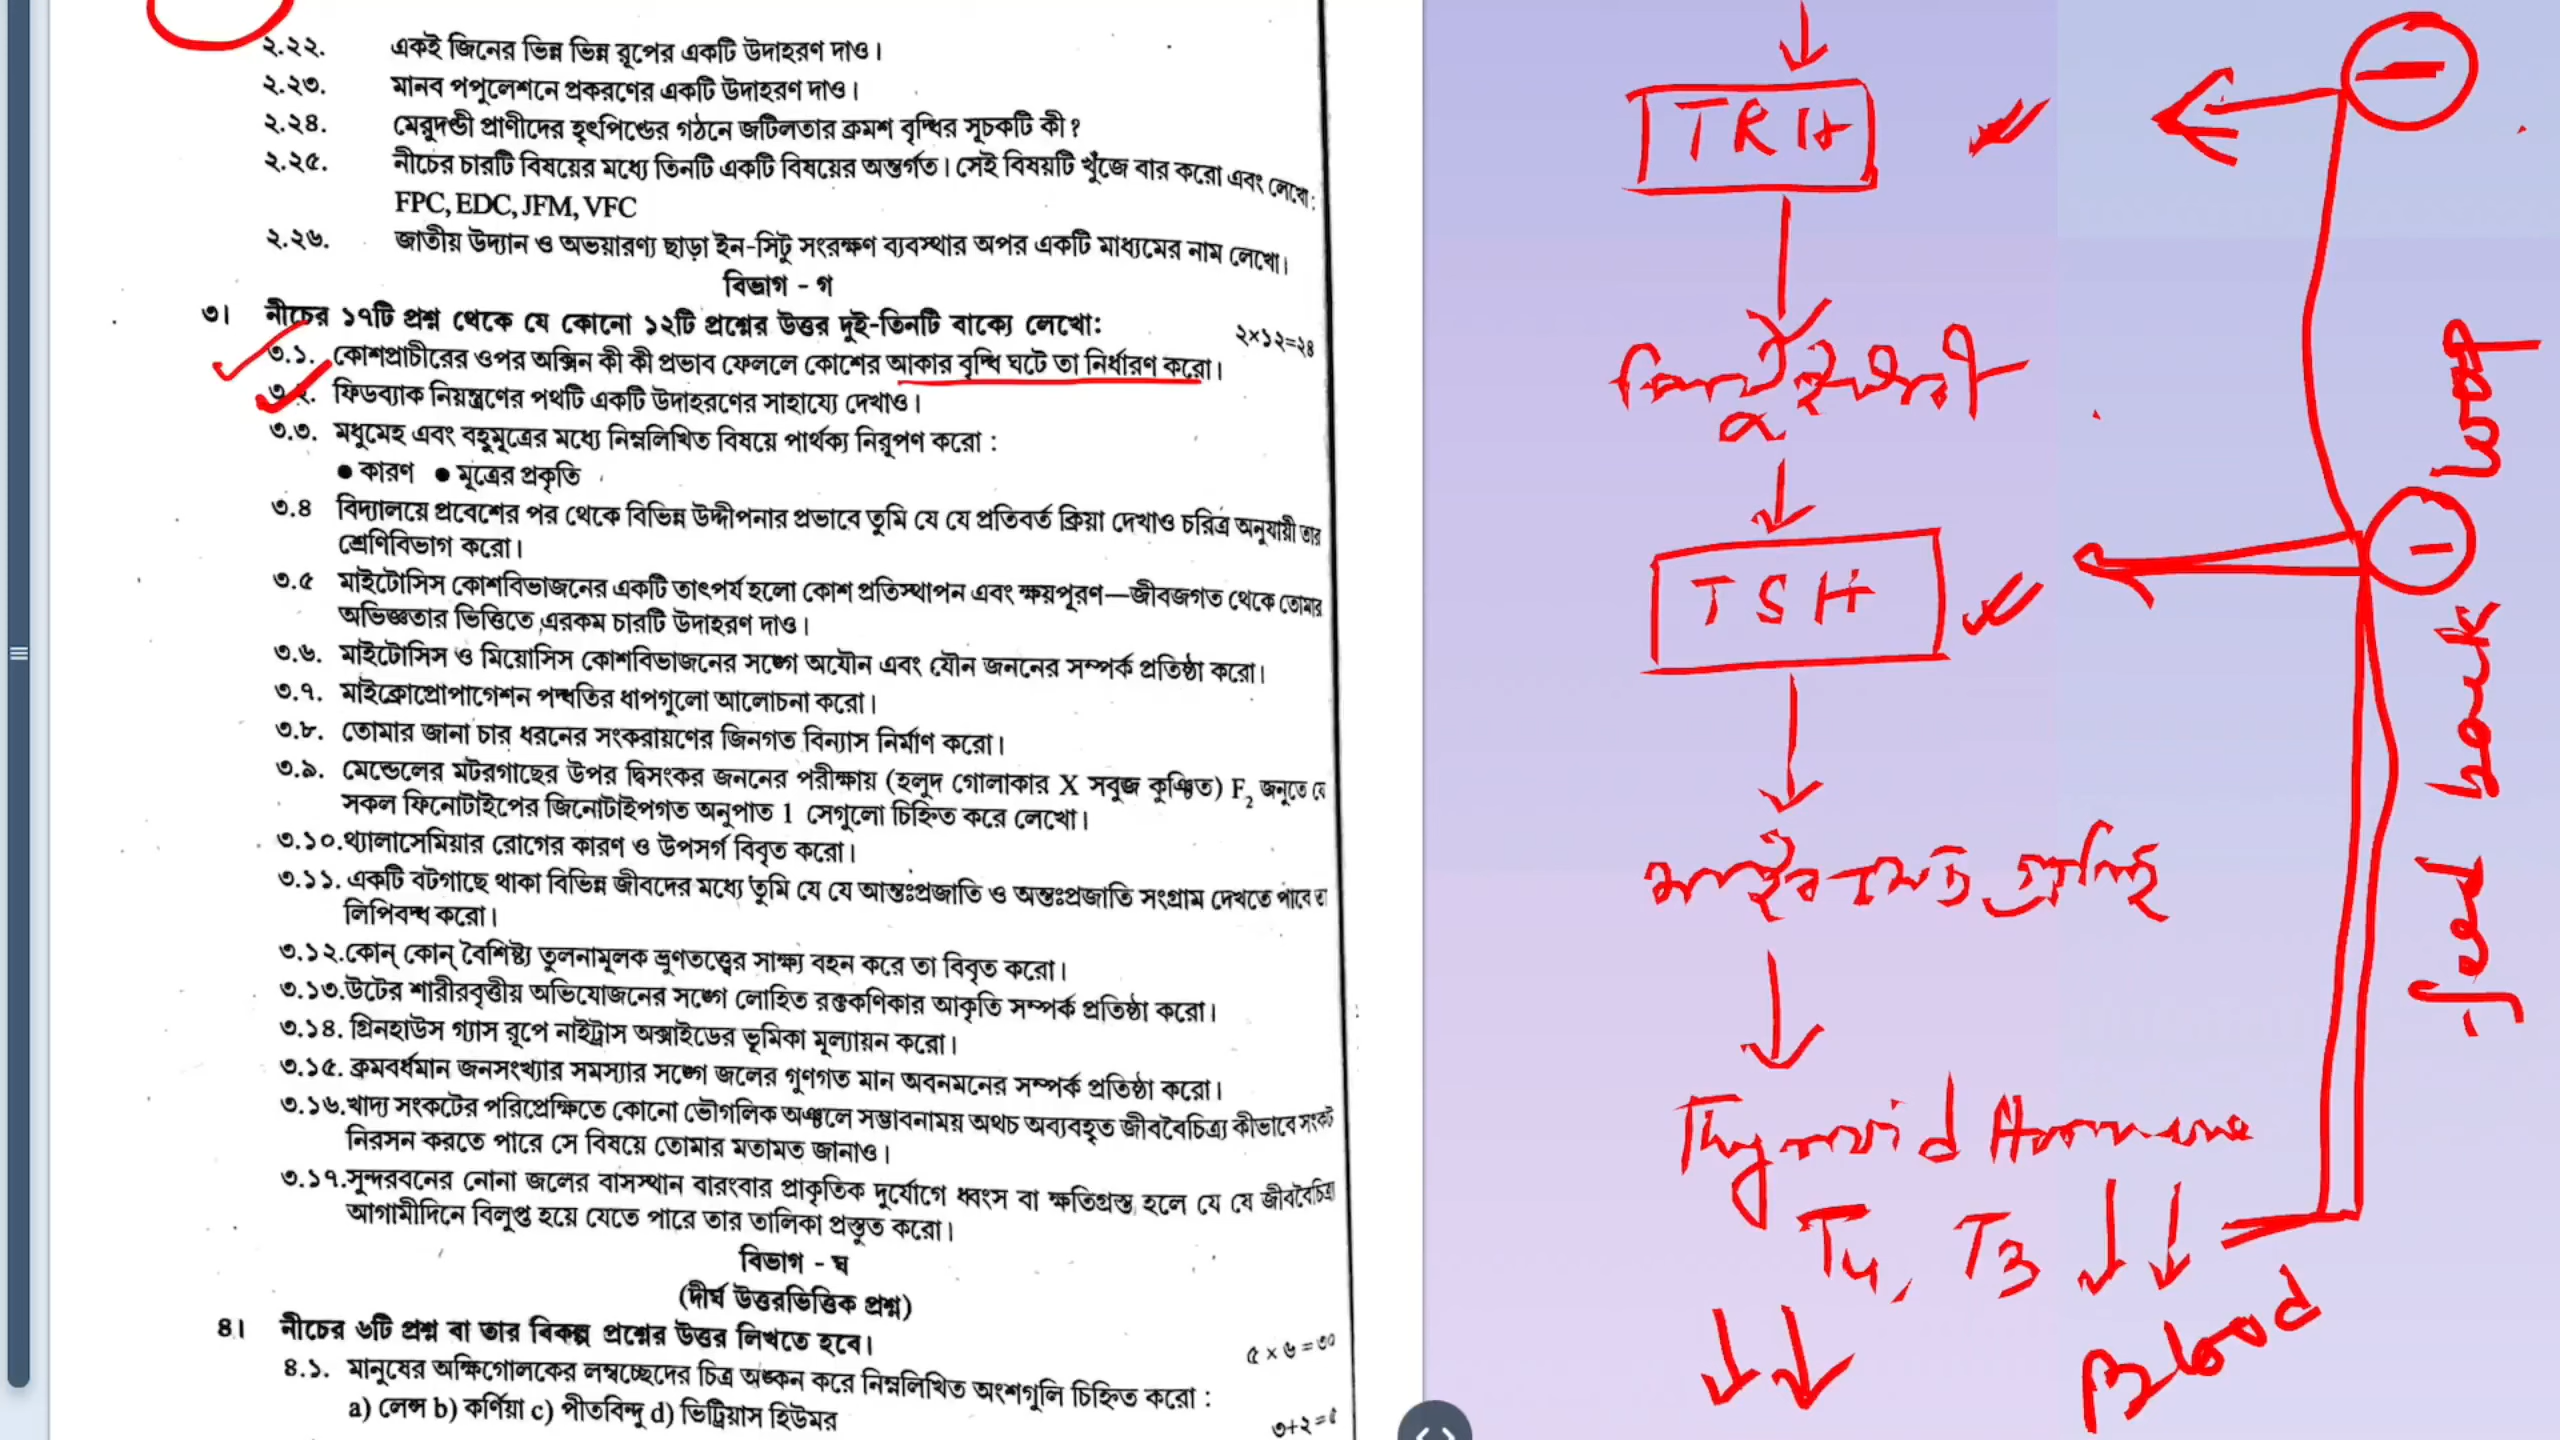 ২.২২. একই জিনের ভিন্ন ভিন্ন রূপের একটি উদাহরণ দাও।
২.২৩. মানব পপুলেশনে প্রকরণের একটি উদাহরণ দাও।
২.২৪. মেরুদণ্ডী প্রাণীদের হৃৎপিণ্ডের গঠনে জটিলতার ক্রমশ বৃদ্ধির সূচকটি কী?
২.২৫. নীচের চারটি বিষয়ের মধ্যে তিনটি একটি বিষয়ের অন্তর্গত। সেই বিষয়টি খুঁজে বার করো এবং লেখো:
FPC, EDC, JFM, VFC
২.২৬. জাতীয় উদ্যান ও অভয়ারণ্য ছাড়া ইন-সিটু সংরক্ষণ ব্যবস্থার অপর একটি মাধ্যমের নাম লেখো।
বিভাগ - গ
৩। নীচের ১৭টি প্রশ্ন থেকে যে কোনো ১২টি প্রশ্নের উত্তর দুই-তিনটি বাক্যে লেখো: ২×১২=২৪
৩.১. কোশপ্রাচীরের ওপর অক্সিন কী কী প্রভাব ফেললে কোশের আকার বৃদ্ধি ঘটে তা নির্ধারণ করো।
৩.২. ফিডব্যাক নিয়ন্ত্রণের পথটি একটি উদাহরণের সাহায্যে দেখাও।
৩.৩. মধুমেহ এবং বহুমূত্রের মধ্যে নিম্নলিখিত বিষয়ে পার্থক্য নিরূপণ করো :
● কারণ ● মূত্রের প্রকৃতি
৩.৪ বিদ্যালয়ে প্রবেশের পর থেকে বিভিন্ন উদ্দীপনার প্রভাবে তুমি যে যে প্রতিবর্ত ক্রিয়া দেখাও চরিত্র অনুযায়ী তার
শ্রেণিবিভাগ করো।
৩.৫ মাইটোসিস কোশবিভাজনের একটি তাৎপর্য হলো কোশ প্রতিস্থাপন এবং ক্ষয়পূরণ—জীবজগত থেকে তোমার
অভিজ্ঞতার ভিত্তিতে এরকম চারটি উদাহরণ দাও।
৩.৬. মাইটোসিস ও মিয়োসিস কোশবিভাজনের সঙ্গে অযৌন এবং যৌন জননের সম্পর্ক প্রতিষ্ঠা করো।
৩.৭. মাইক্রোপ্রোপাগেশন পদ্ধতির ধাপগুলো আলোচনা করো।
৩.৮. তোমার জানা চার ধরনের সংকরায়ণের জিনগত বিন্যাস নির্মাণ করো।
৩.৯. মেন্ডেলের মটরগাছের উপর দ্বিসংকর জননের পরীক্ষায় (হলুদ গোলাকার X সবুজ কুঞ্চিত) F₂ জনুতে যে
সকল ফিনোটাইপের জিনোটাইপগত অনুপাত 1 সেগুলো চিহ্নিত করে লেখো।
৩.১০.থ্যালাসেমিয়ার রোগের কারণ ও উপসর্গ বিবৃত করো।
৩.১১. একটি বটগাছে থাকা বিভিন্ন জীবদের মধ্যে তুমি যে যে আন্তঃপ্রজাতি ও অন্তঃপ্রজাতি সংগ্রাম দেখতে পাবে তা
লিপিবদ্ধ করো।
৩.১২.কোন্ কোন্ বৈশিষ্ট্য তুলনামূলক ভ্রূণতত্ত্বের সাক্ষ্য বহন করে তা বিবৃত করো।
৩.১৩.উটের শারীরবৃত্তীয় অভিযোজনের সঙ্গে লোহিত রক্তকণিকার আকৃতি সম্পর্ক প্রতিষ্ঠা করো।
৩.১৪. গ্রিনহাউস গ্যাস রূপে নাইট্রাস অক্সাইডের ভূমিকা মূল্যায়ন করো।
৩.১৫. ক্রমবর্ধমান জনসংখ্যার সমস্যার সঙ্গে জলের গুণগত মান অবনমনের সম্পর্ক প্রতিষ্ঠা করো।
৩.১৬.খাদ্য সংকটের পরিপ্রেক্ষিতে কোনো ভৌগলিক অঞ্চলে সম্ভাবনাময় অথচ অব্যবহৃত জীববৈচিত্র্য কীভাবে সংকট
নিরসন করতে পারে সে বিষয়ে তোমার মতামত জানাও।
৩.১৭.সুন্দরবনের নোনা জলের বাসস্থান বারংবার প্রাকৃতিক দুর্যোগে ধ্বংস বা ক্ষতিগ্রস্ত হলে যে যে জীববৈচিত্র্য
আগামীদিনে বিলুপ্ত হয়ে যেতে পারে তার তালিকা প্রস্তুত করো।
বিভাগ - ঘ
(দীর্ঘ উত্তরভিত্তিক প্রশ্ন)
৪। নীচের ৬টি প্রশ্ন বা তার বিকল্প প্রশ্নের উত্তর লিখতে হবে। ৫ × ৬ = ৩০
৪.১. মানুষের অক্ষিগোলকের লম্বচ্ছেদের চিত্র অঙ্কন করে নিম্নলিখিত অংশগুলি চিহ্নিত করো :
a) লেন্স b) কর্ণিয়া c) পীতবিন্দু d) ভিট্রিয়াস হিউমর ৩+২=৫
TRH
পিটুইটারী
TSH
থাইরয়েড গ্রন্থি
Thyroid Hormone
T4, T3
Blood
feed back loop